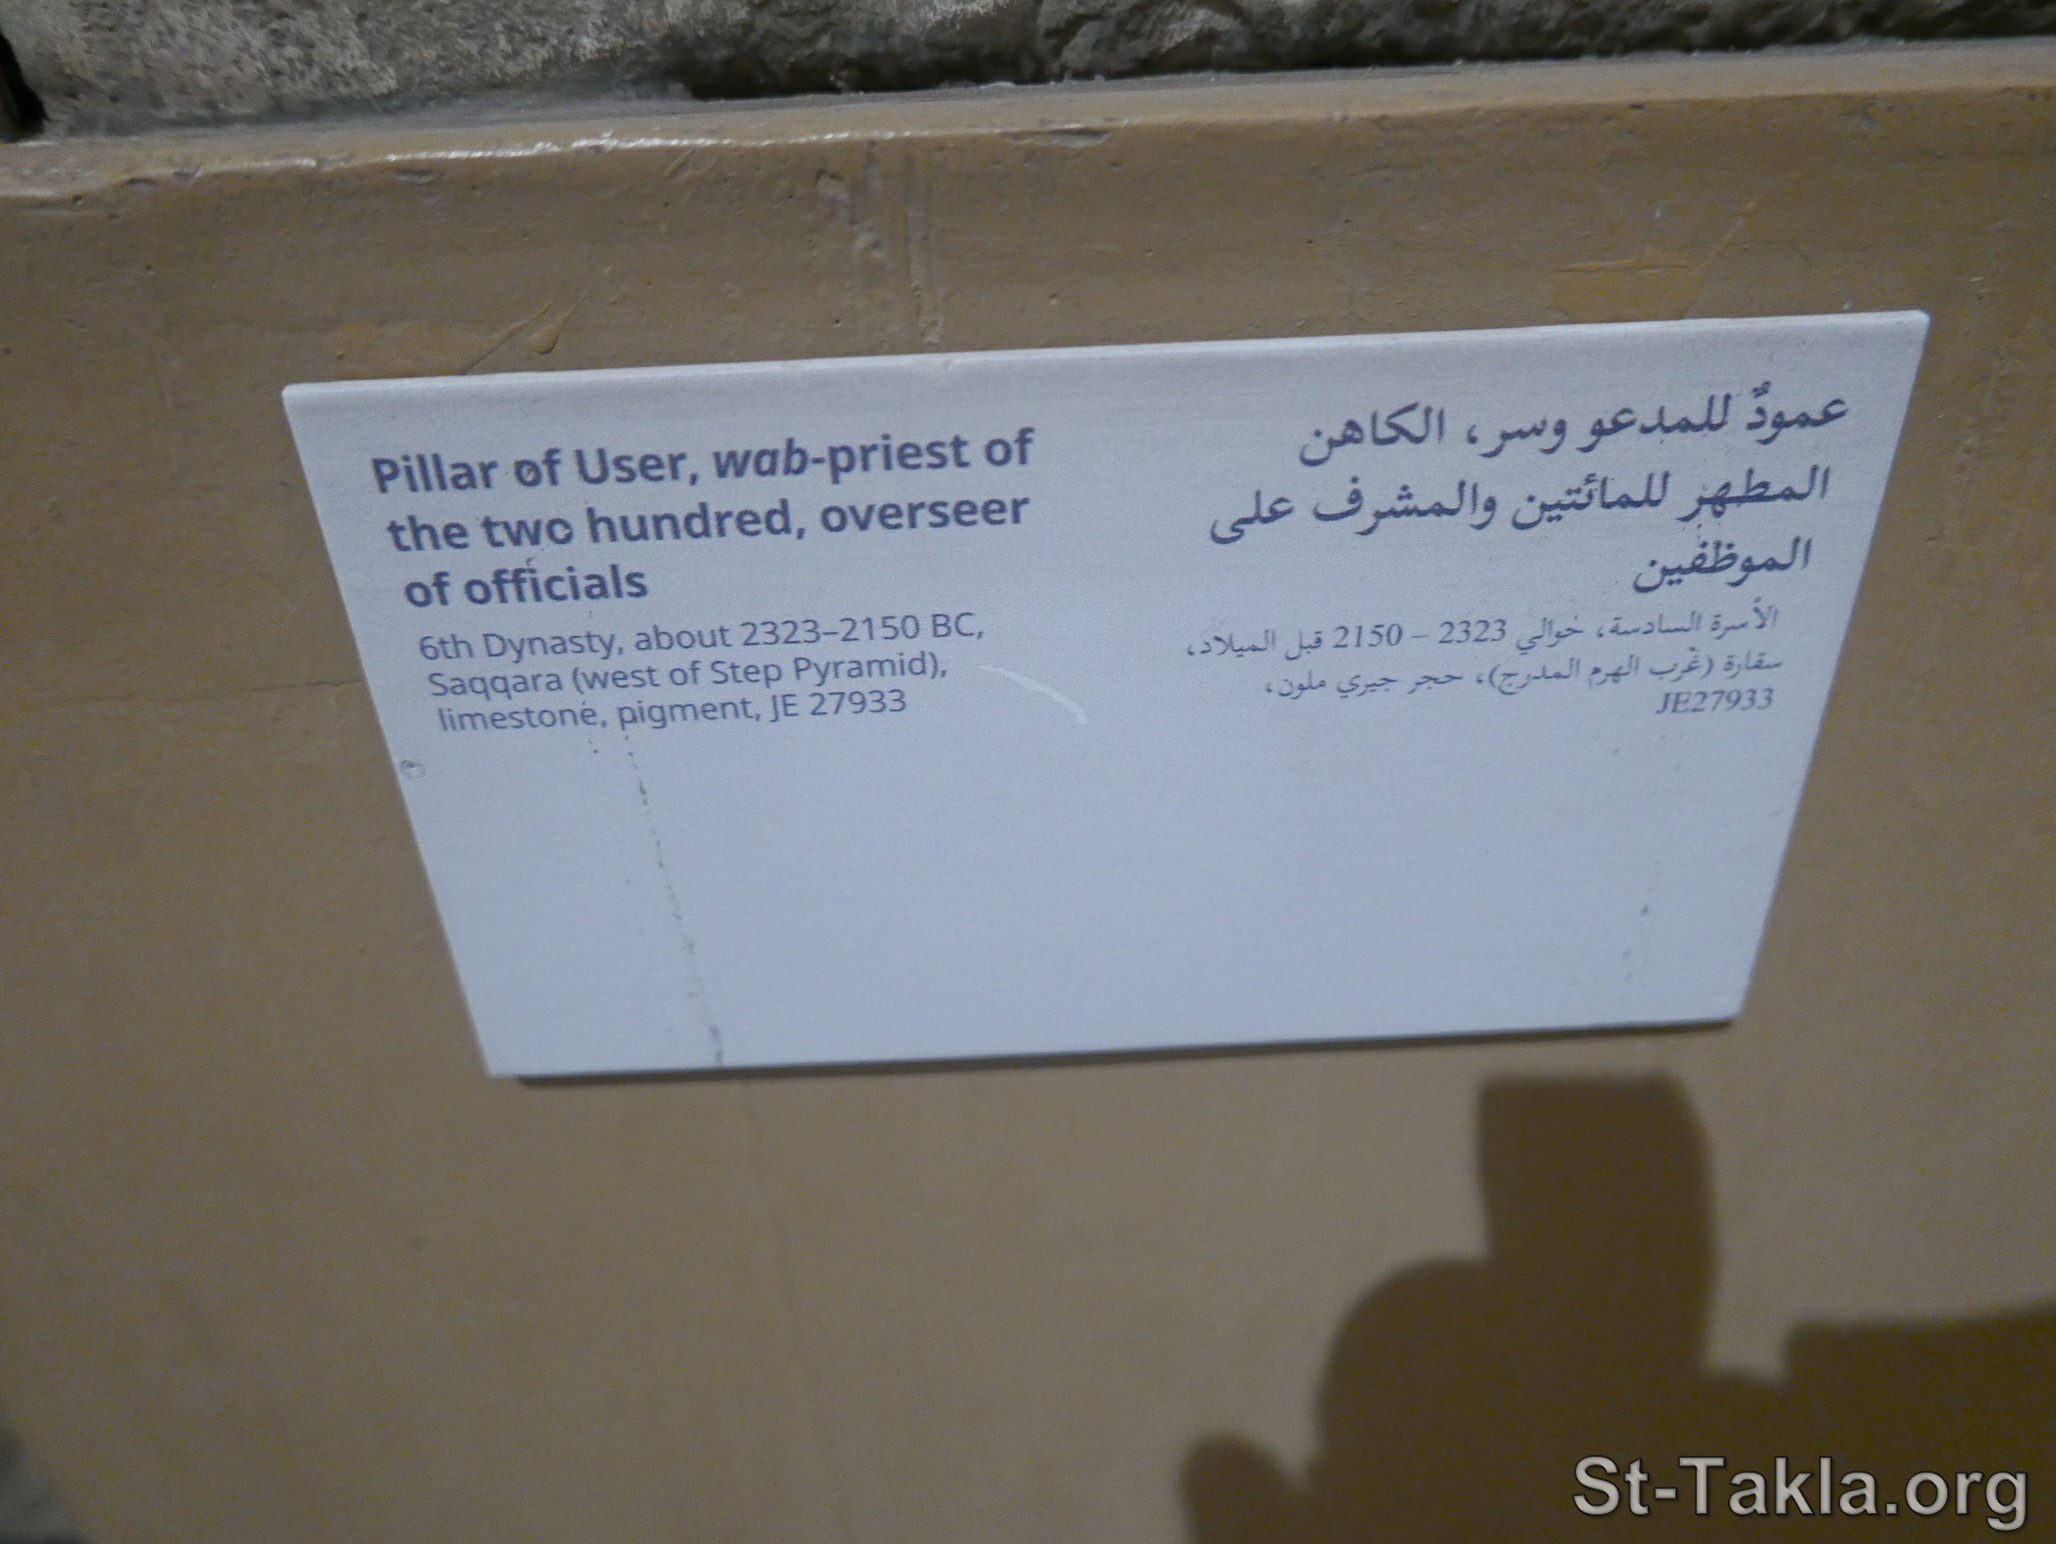 Pillar of User, wab-priest of
the two hundred, overseer
of officials
6th Dynasty, about 2323–2150 BC,
Saqqara (west of Step Pyramid),
limestone, pigment, JE 27933
عمودٌ للمدعو وسر، الكاهن
المطهر للمائتين والمشرف على
الموظفين
الأسرة السادسة، حوالي 2323 – 2150 قبل الميلاد،
سقارة (غرب الهرم المدرج)، حجر جيري ملون،
JE27933
St-Takla.org